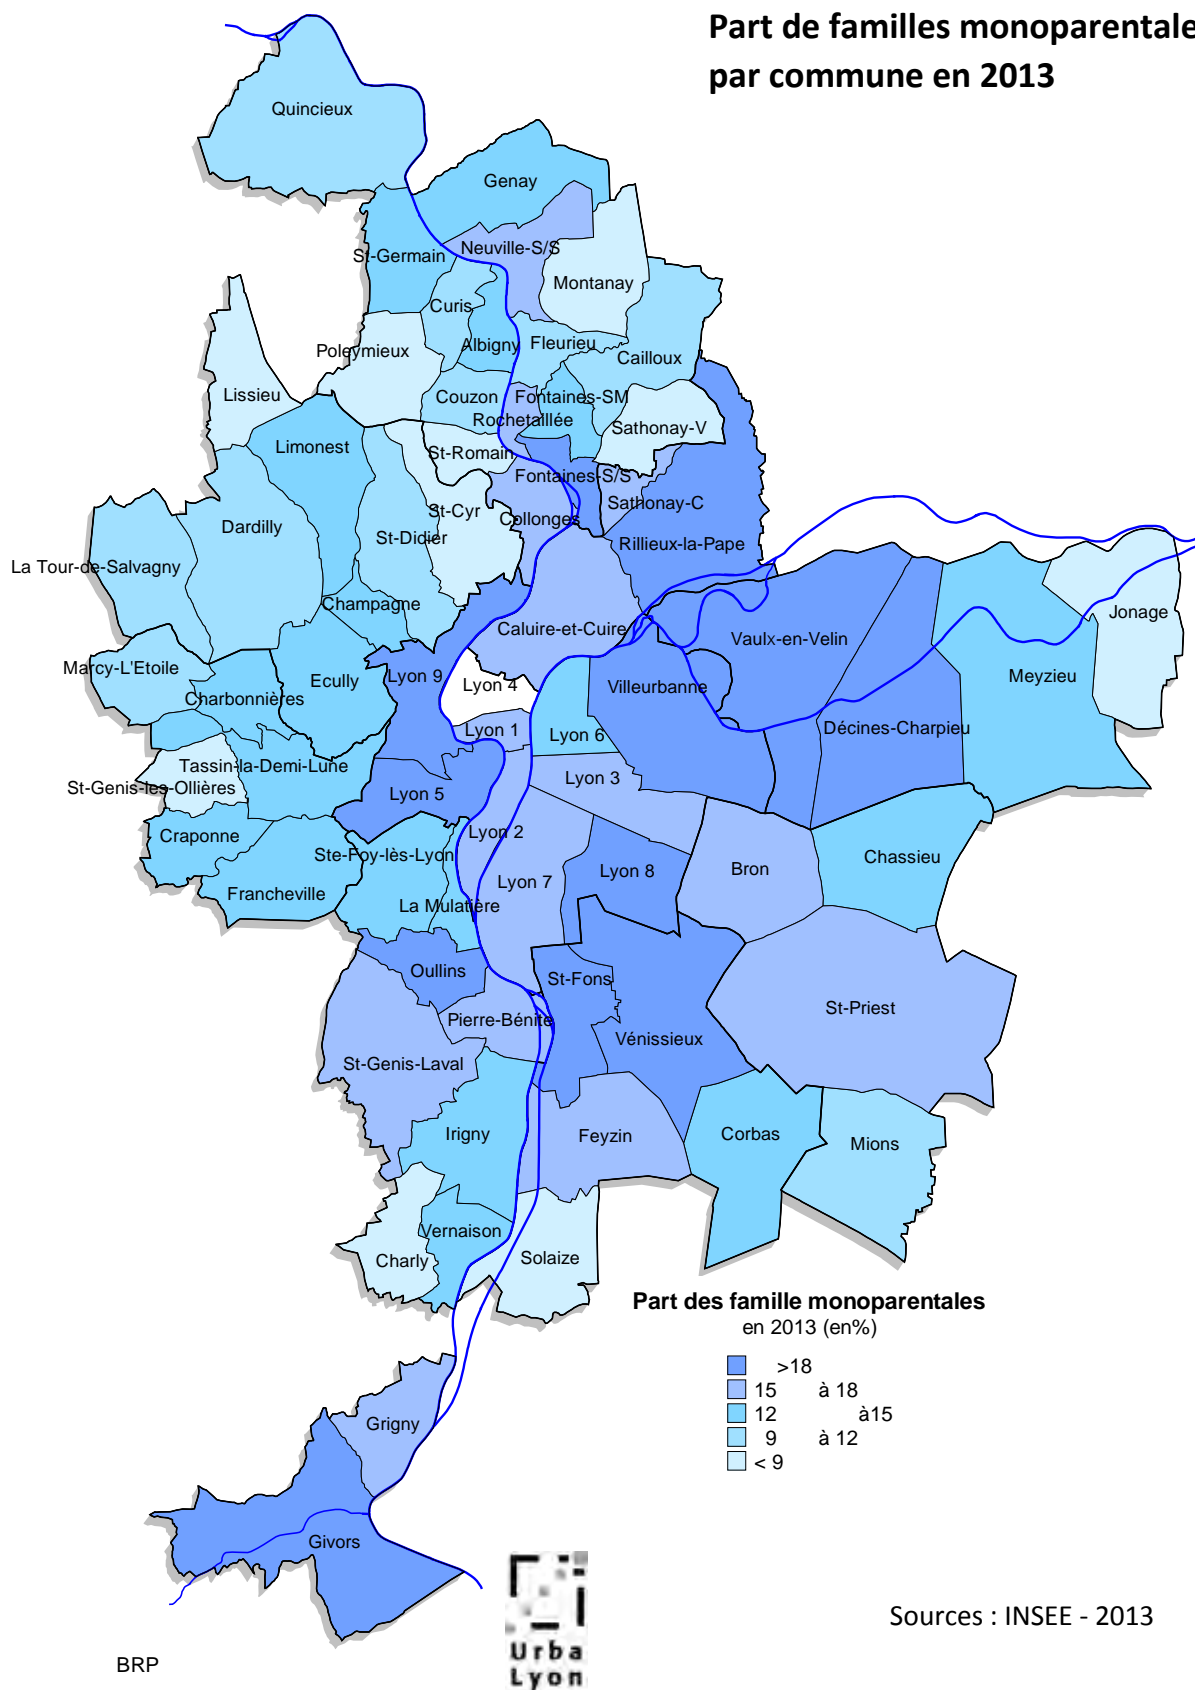 Part de familles monoparentale
par commune en 2013
Quincieux
Genay
Neuville-S/S
St-Germain
Montanay
Curis
Albigny
Fleurieu
Poleymieux
Cailloux
Lissieu
Couzon
Fontaines-SM
Rochetaillée
Sathonay-V
Limonest
St-Romain
Fontaines-S/S
Sathonay-C
St-Cyr
Collonges
Dardilly
St-Didier
Rillieux-la-Pape
La Tour-de-Salvagny
Champagne
Jonage
Caluire-et-Cuire
Vaulx-en-Velin
Marcy-L'Etoile
Lyon 9
Meyzieu
Ecully
Lyon 4
Villeurbanne
Charbonnières
Décines-Charpieu
Lyon 1
Lyon 6
Tassin-la-Demi-Lune
Lyon 3
St-Genis-les-Ollières
Lyon 5
Craponne
Lyon 2
Ste-Foy-lès-Lyon
Chassieu
Bron
Lyon 8
Lyon 7
Francheville
La Mulatière
Oullins
St-Fons
St-Priest
Pierre-Bénite
Vénissieux
St-Genis-Laval
Irigny
Feyzin
Corbas
Mions
Vernaison
Charly
Solaize
Part des famille monoparentales
en 2013 (en%)
>18
15 à 18
12 à15
9 à 12
< 9
Grigny
Givors
Urba
Lyon
Sources : INSEE - 2013
BRP